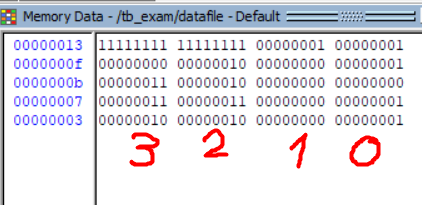 Memory Data - /tb_exam/datafile - Default
00000013 11111111 11111111 00000001 00000001
0000000f 00000000 00000000 00000000 00000001
0000000b 00000011 00000010 00000000 00000000
00000007 00000011 00000011 00000000 00000001
00000003 00000010 00000010 00000000 00000001
3 2 1 0